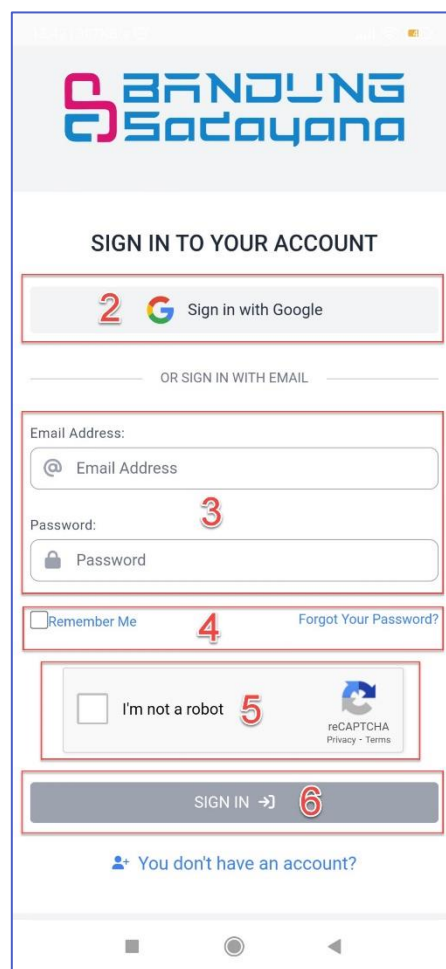 BANDUNG
Sadayana
SIGN IN TO YOUR ACCOUNT
2 Sign in with Google
OR SIGN IN WITH EMAIL
Email Address:
@ Email Address
3
Password:
Password
Remember Me 4 Forgot Your Password?
I'm not a robot 5
reCAPTCHA
Privacy - Terms
SIGN IN 6
You don't have an account?